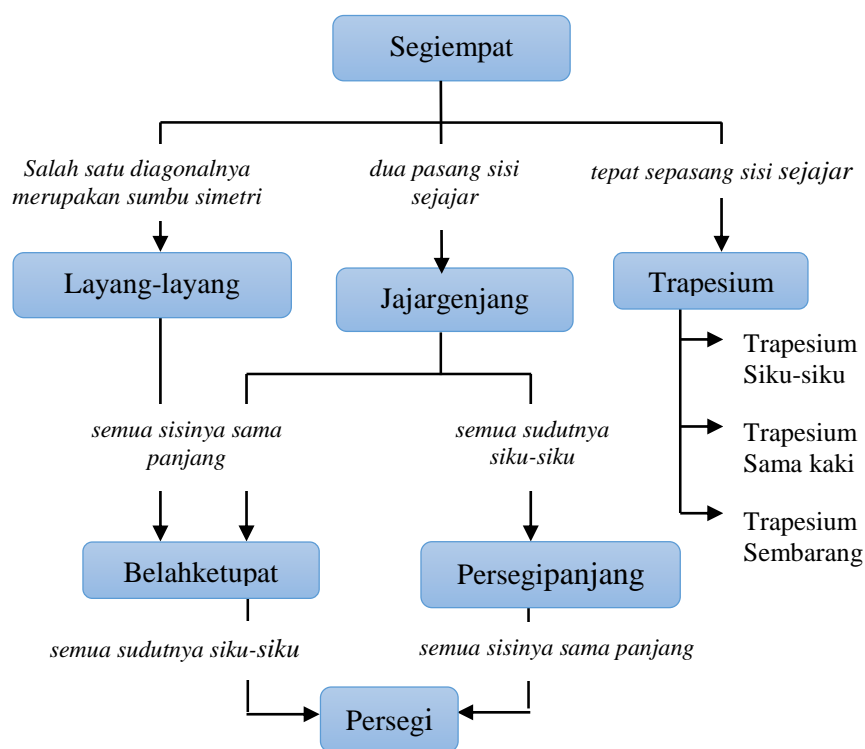 Segiempat
Salah satu diagonalnya
merupakan sumbu simetri
dua pasang sisi
sejajar
tepat sepasang sisi sejajar
Layang-layang
Jajargenjang
Trapesium
Trapesium
Siku-siku
Trapesium
Sama kaki
Trapesium
Sembarang
semua sisinya sama
panjang
semua sudutnya
siku-siku
Belahketupat
Persegipanjang
semua sudutnya siku-siku
semua sisinya sama panjang
Persegi